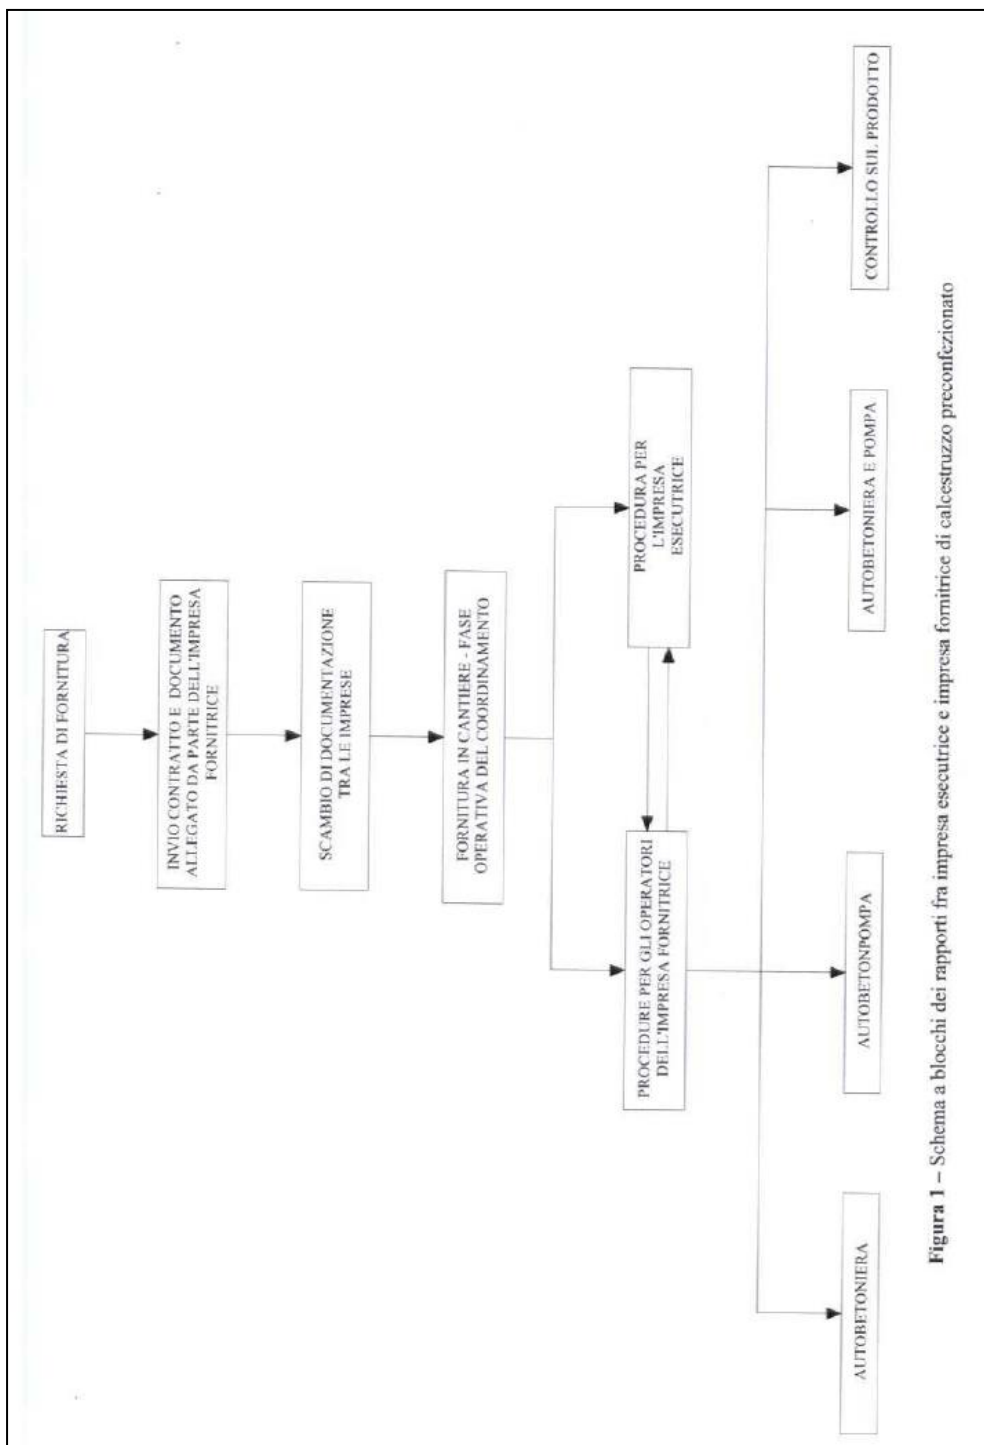 RICHIESTA DI FORNITURA
INVIO CONTRATTO E DOCUMENTO
ALLEGATO DA PARTE DELL'IMPRESA
FORNITRICE
SCAMBIO DI DOCUMENTAZIONE
TRA LE IMPRESE
FORNITURA IN CANTIERE - FASE
OPERATIVA DEL COORDINAMENTO
PROCEDURE PER GLI OPERATORI
DELL'IMPRESA FORNITRICE
PROCEDURA PER
L'IMPRESA
ESECUTRICE
AUTOBETONIERA
AUTOBETONPOMPA
AUTOBETONIERA E POMPA
CONTROLLO SUL PRODOTTO
Figura 1 – Schema a blocchi dei rapporti fra impresa esecutrice e impresa fornitrice di calcestruzzo preconfezionato